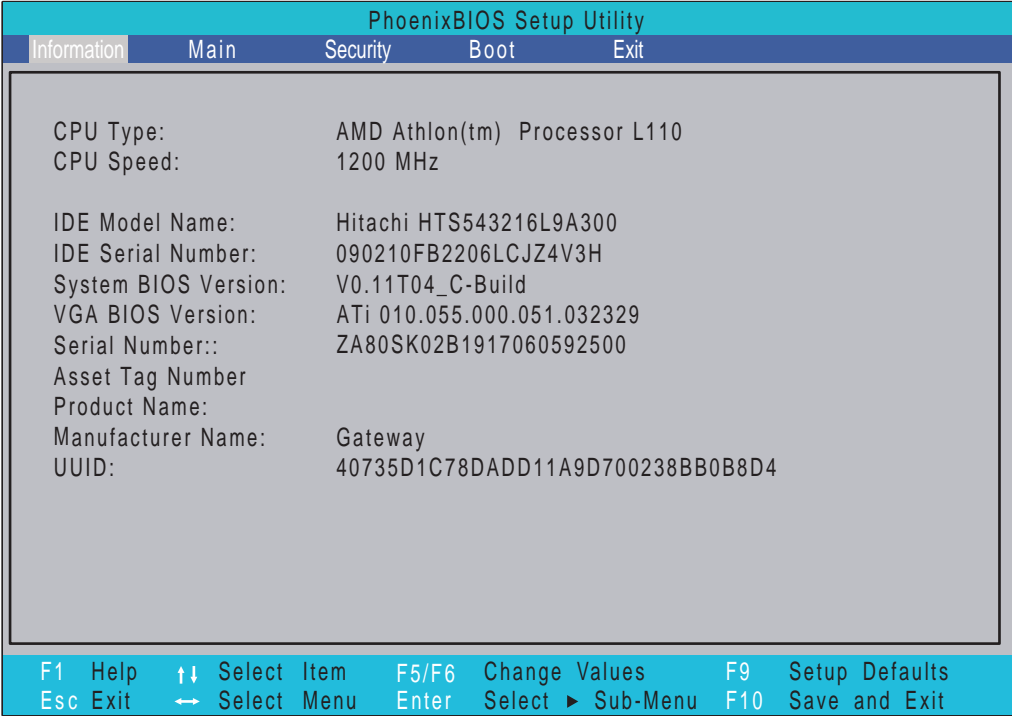 PhoenixBIOS Setup Utility
Information Main Security Boot Exit
CPU Type: AMD Athlon(tm) Processor L110
CPU Speed: 1200 MHz
IDE Model Name: Hitachi HTS543216L9A300
IDE Serial Number: 090210FB2206LCJZ4V3H
System BIOS Version: V0.11T04_C-Build
VGA BIOS Version: ATi 010.055.000.051.032329
Serial Number:: ZA80SK02B1917060592500
Asset Tag Number
Product Name:
Manufacturer Name: Gateway
UUID: 40735D1C78DADD11A9D700238BB0B8D4
F1 Help ↑↓ Select Item F5/F6 Change Values F9 Setup Defaults
Esc Exit ↔ Select Menu Enter Select ► Sub-Menu F10 Save and Exit